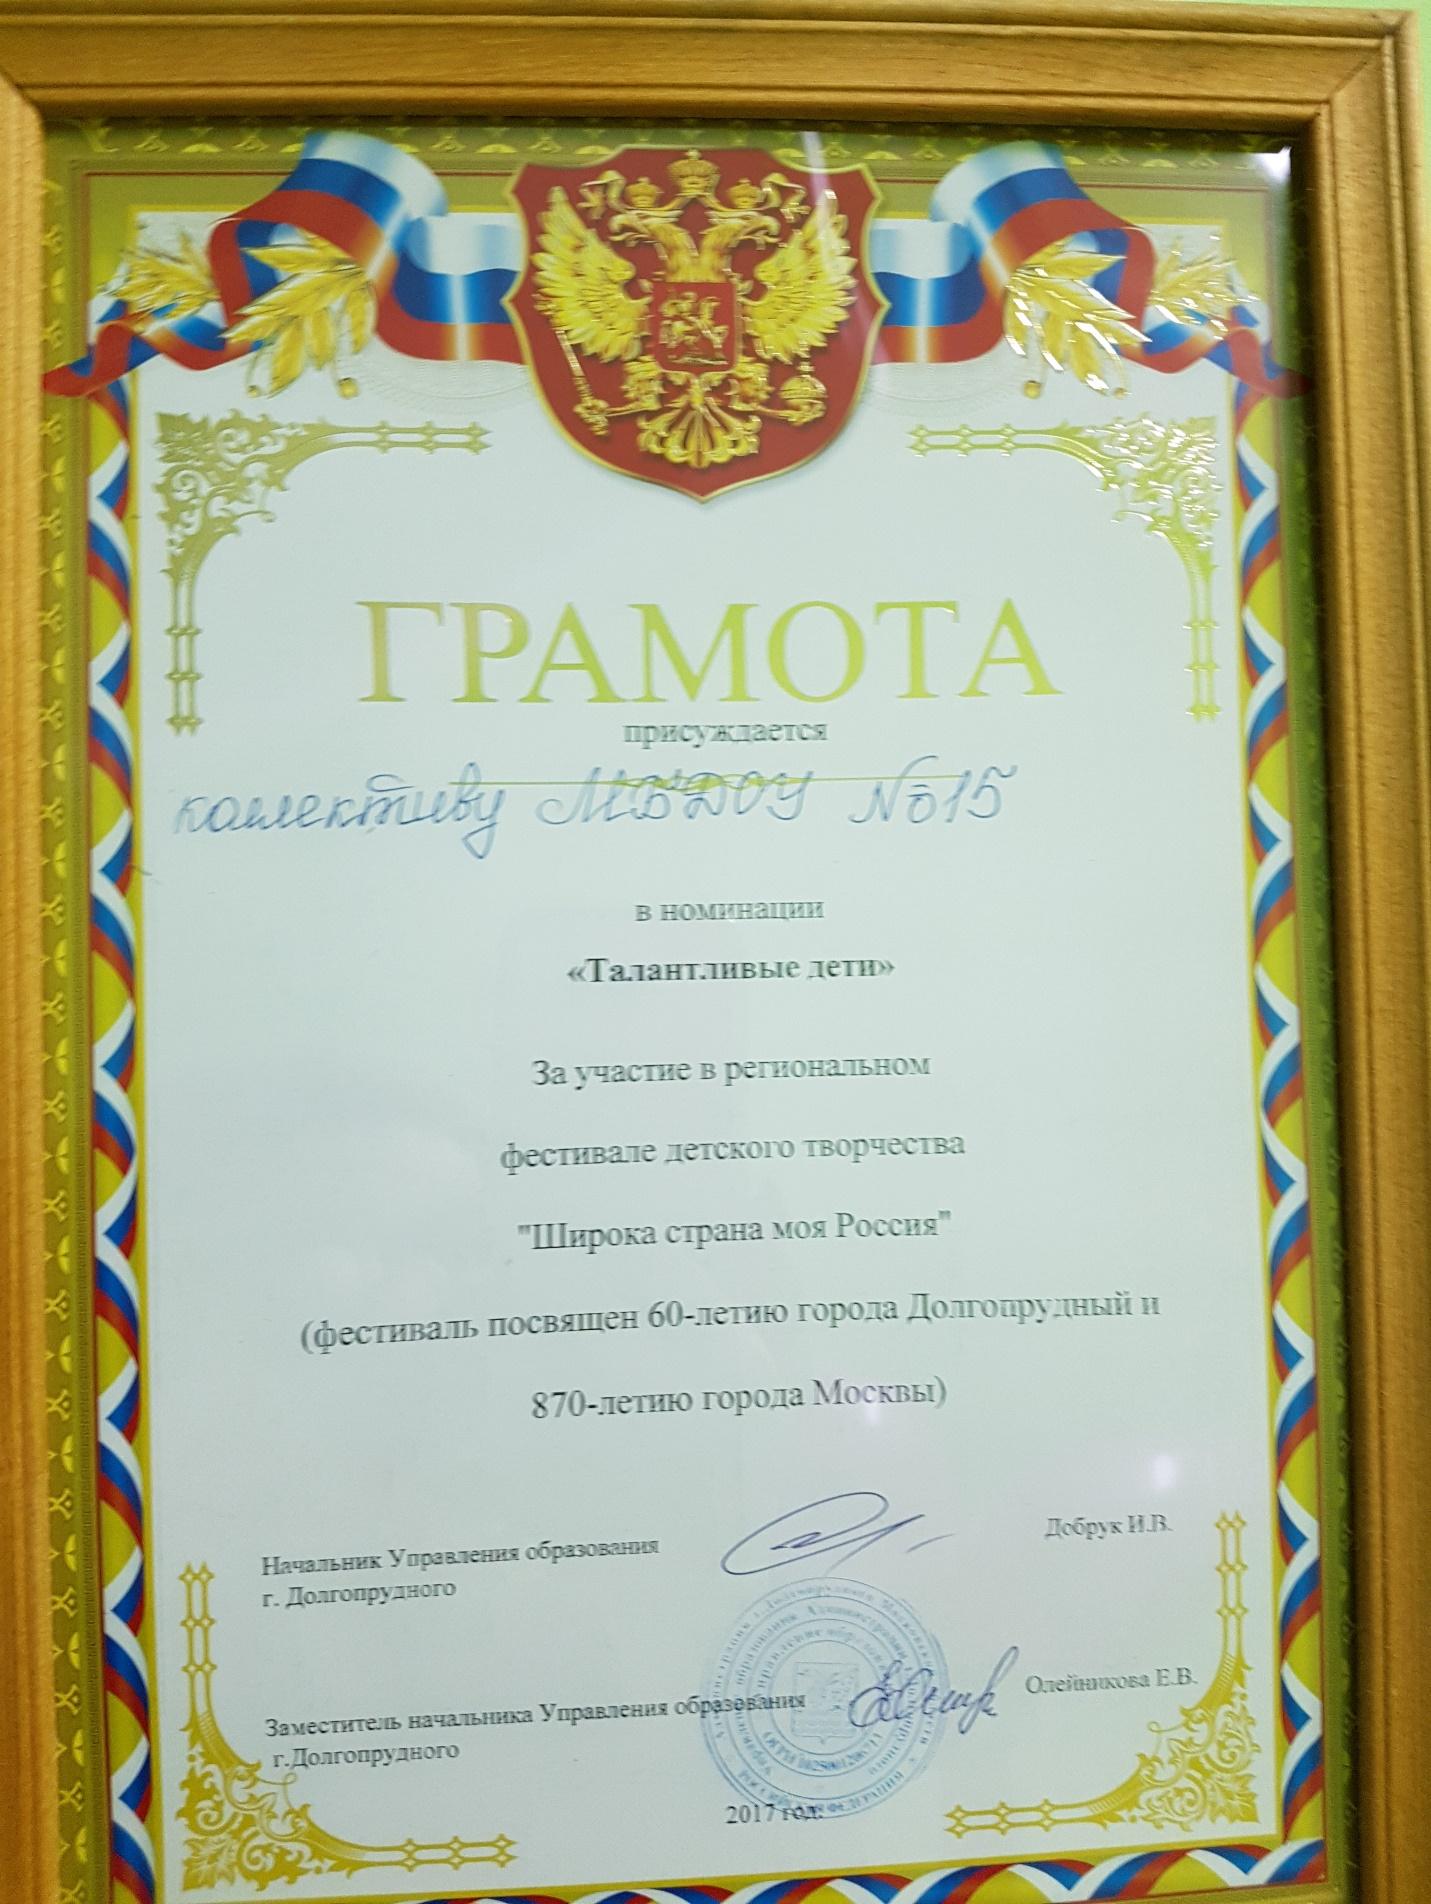 ГРАМОТА
присуждается
коллективу МБДОУ №15
в номинации
«Талантливые дети»
За участие в региональном
фестивале детского творчества
"Широка страна моя Россия"
(фестиваль посвящен 60-летию города Долгопрудный и
870-летию города Москвы)
Начальник Управления образования
г. Долгопрудного
Добрук И.В.
Заместитель начальника Управления образования
г.Долгопрудного
Олейникова Е.В.
2017 год.